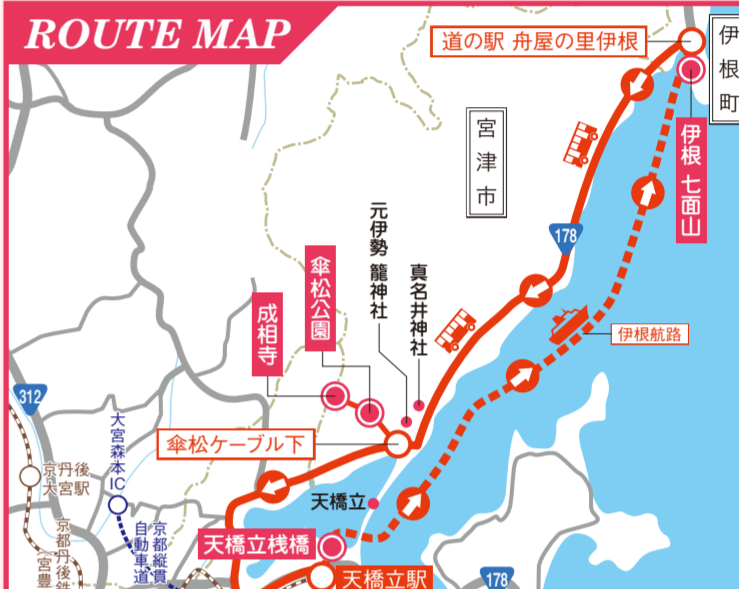 ROUTE MAP
道の駅 舟屋の里伊根
伊根町
宮津市
伊根 七面山
178
元伊勢 籠神社
真名井神社
傘松公園
成相寺
伊根航路
312
大宮森本IC
傘松ケーブル下
京丹後
大宮駅
天橋立
京都縦貫
自動車道
天橋立桟橋
京都丹後鉄
(宮豊
天橋立駅
178